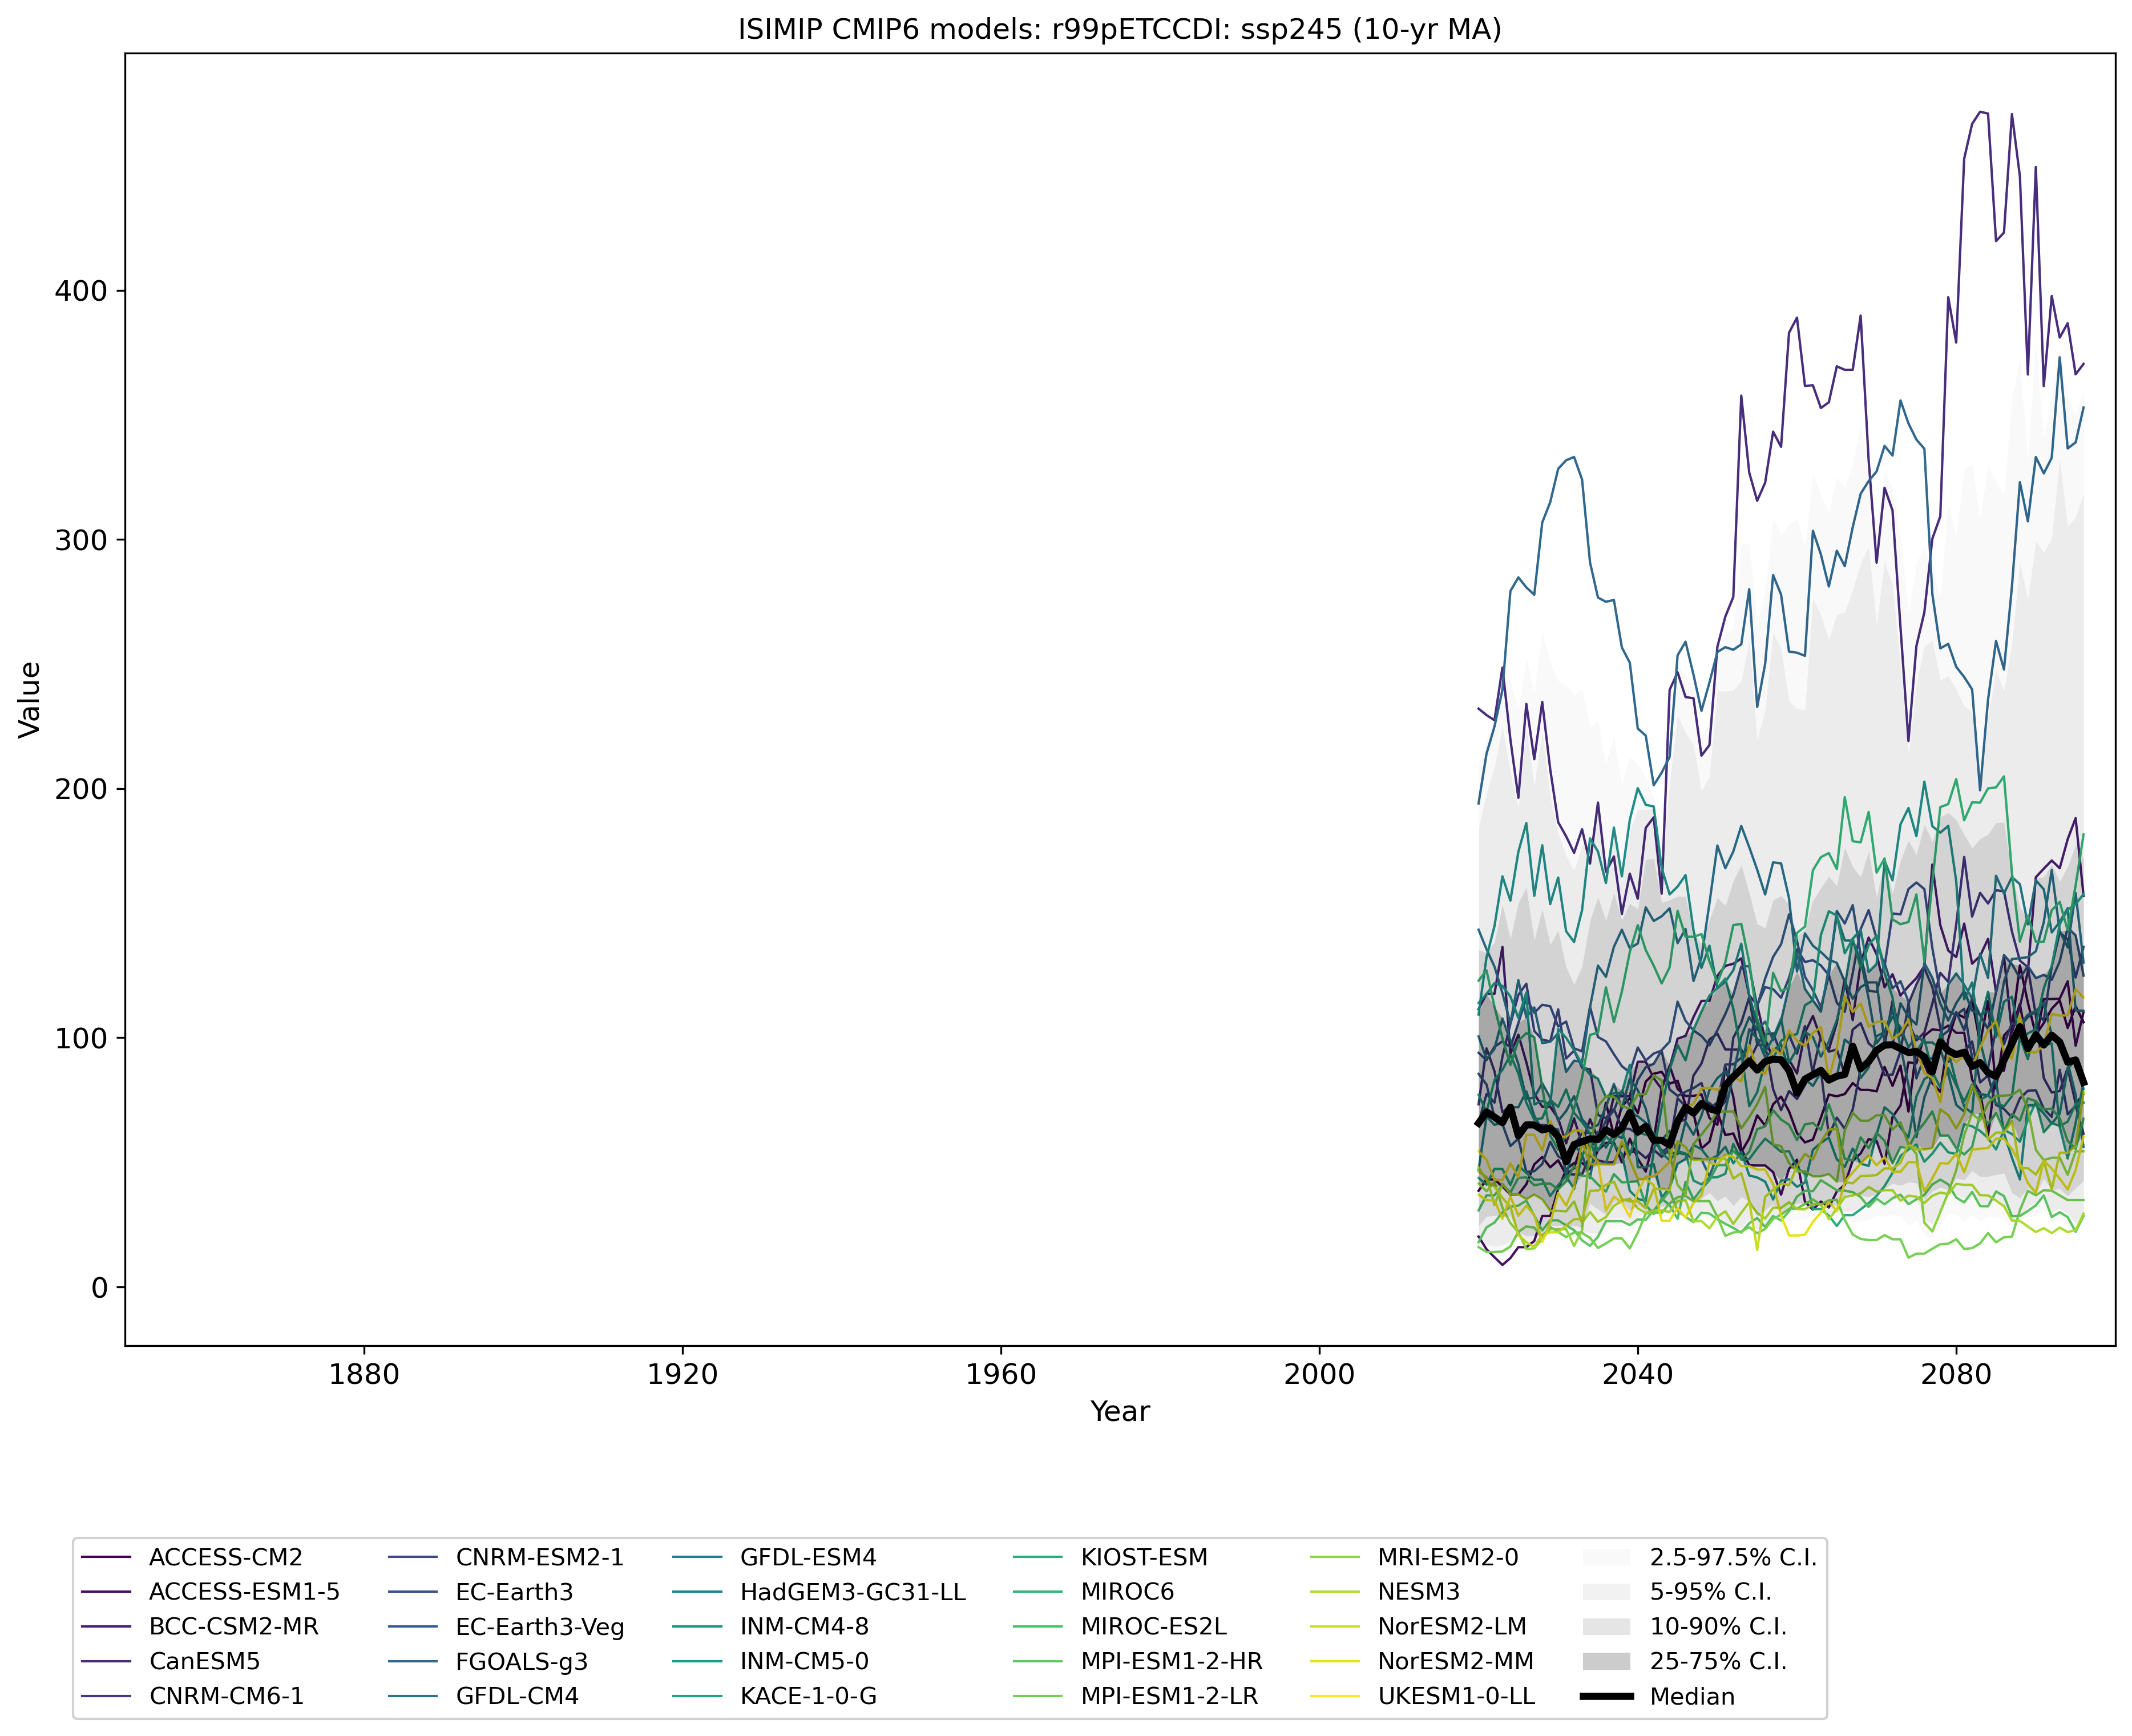 ISIMIP CMIP6 models: r99pETCCDI: ssp245 (10-yr MA)
400
300
200
100
0
Value
1880 1920 1960 2000 2040 2080
Year
ACCESS-CM2
ACCESS-ESM1-5
BCC-CSM2-MR
CanESM5
CNRM-CM6-1
CNRM-ESM2-1
EC-Earth3
EC-Earth3-Veg
FGOALS-g3
GFDL-CM4
GFDL-ESM4
HadGEM3-GC31-LL
INM-CM4-8
INM-CM5-0
KACE-1-0-G
KIOST-ESM
MIROC6
MIROC-ES2L
MPI-ESM1-2-HR
MPI-ESM1-2-LR
MRI-ESM2-0
NESM3
NorESM2-LM
NorESM2-MM
UKESM1-0-LL
2.5-97.5% C.I.
5-95% C.I.
10-90% C.I.
25-75% C.I.
Median